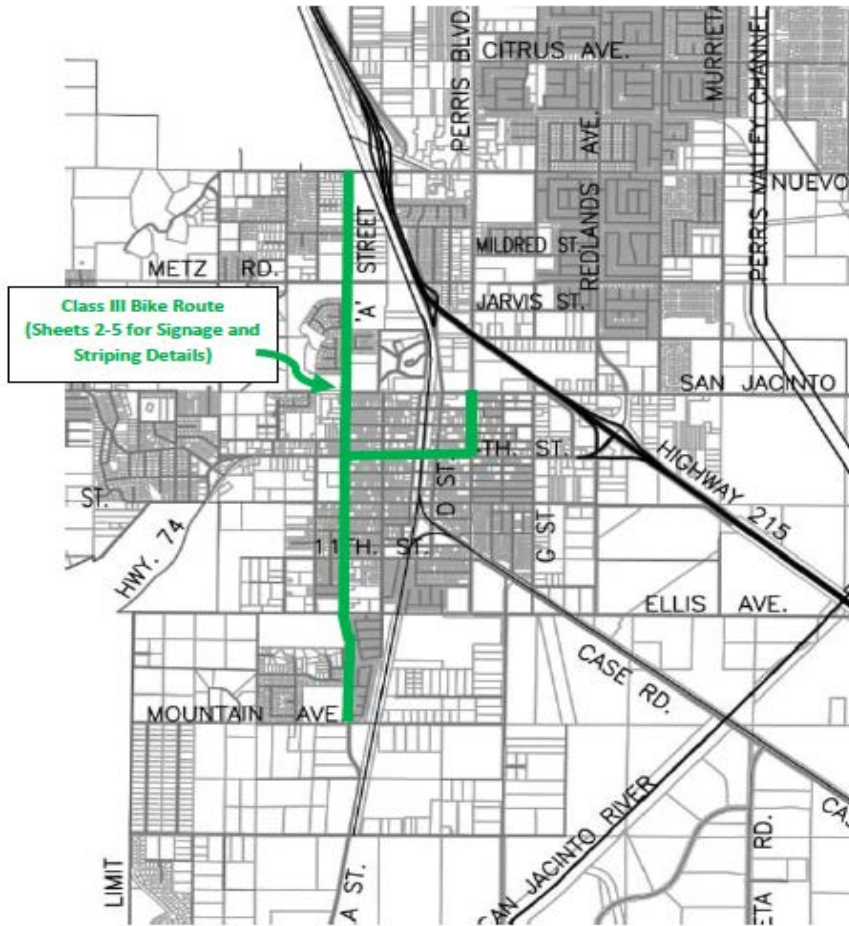 PERRIS BLVD.
CITRUS AVE.
MURRIETA
REDLANDS AVE.
PERRIS VALLEY CHANNEL
NUEVO
'A' STREET
MILDRED ST.
METZ RD.
JARVIS ST.
Class III Bike Route
(Sheets 2-5 for Signage and
Striping Details)
SAN JACINTO
TH. ST.
HIGHWAY 215
D ST.
ST.
HWY. 74
G ST
11TH. ST.
ELLIS AVE.
CASE RD.
MOUNTAIN AVE
SAN JACINTO RIVER
CAS
RD.
LIMIT
A ST.
ETA